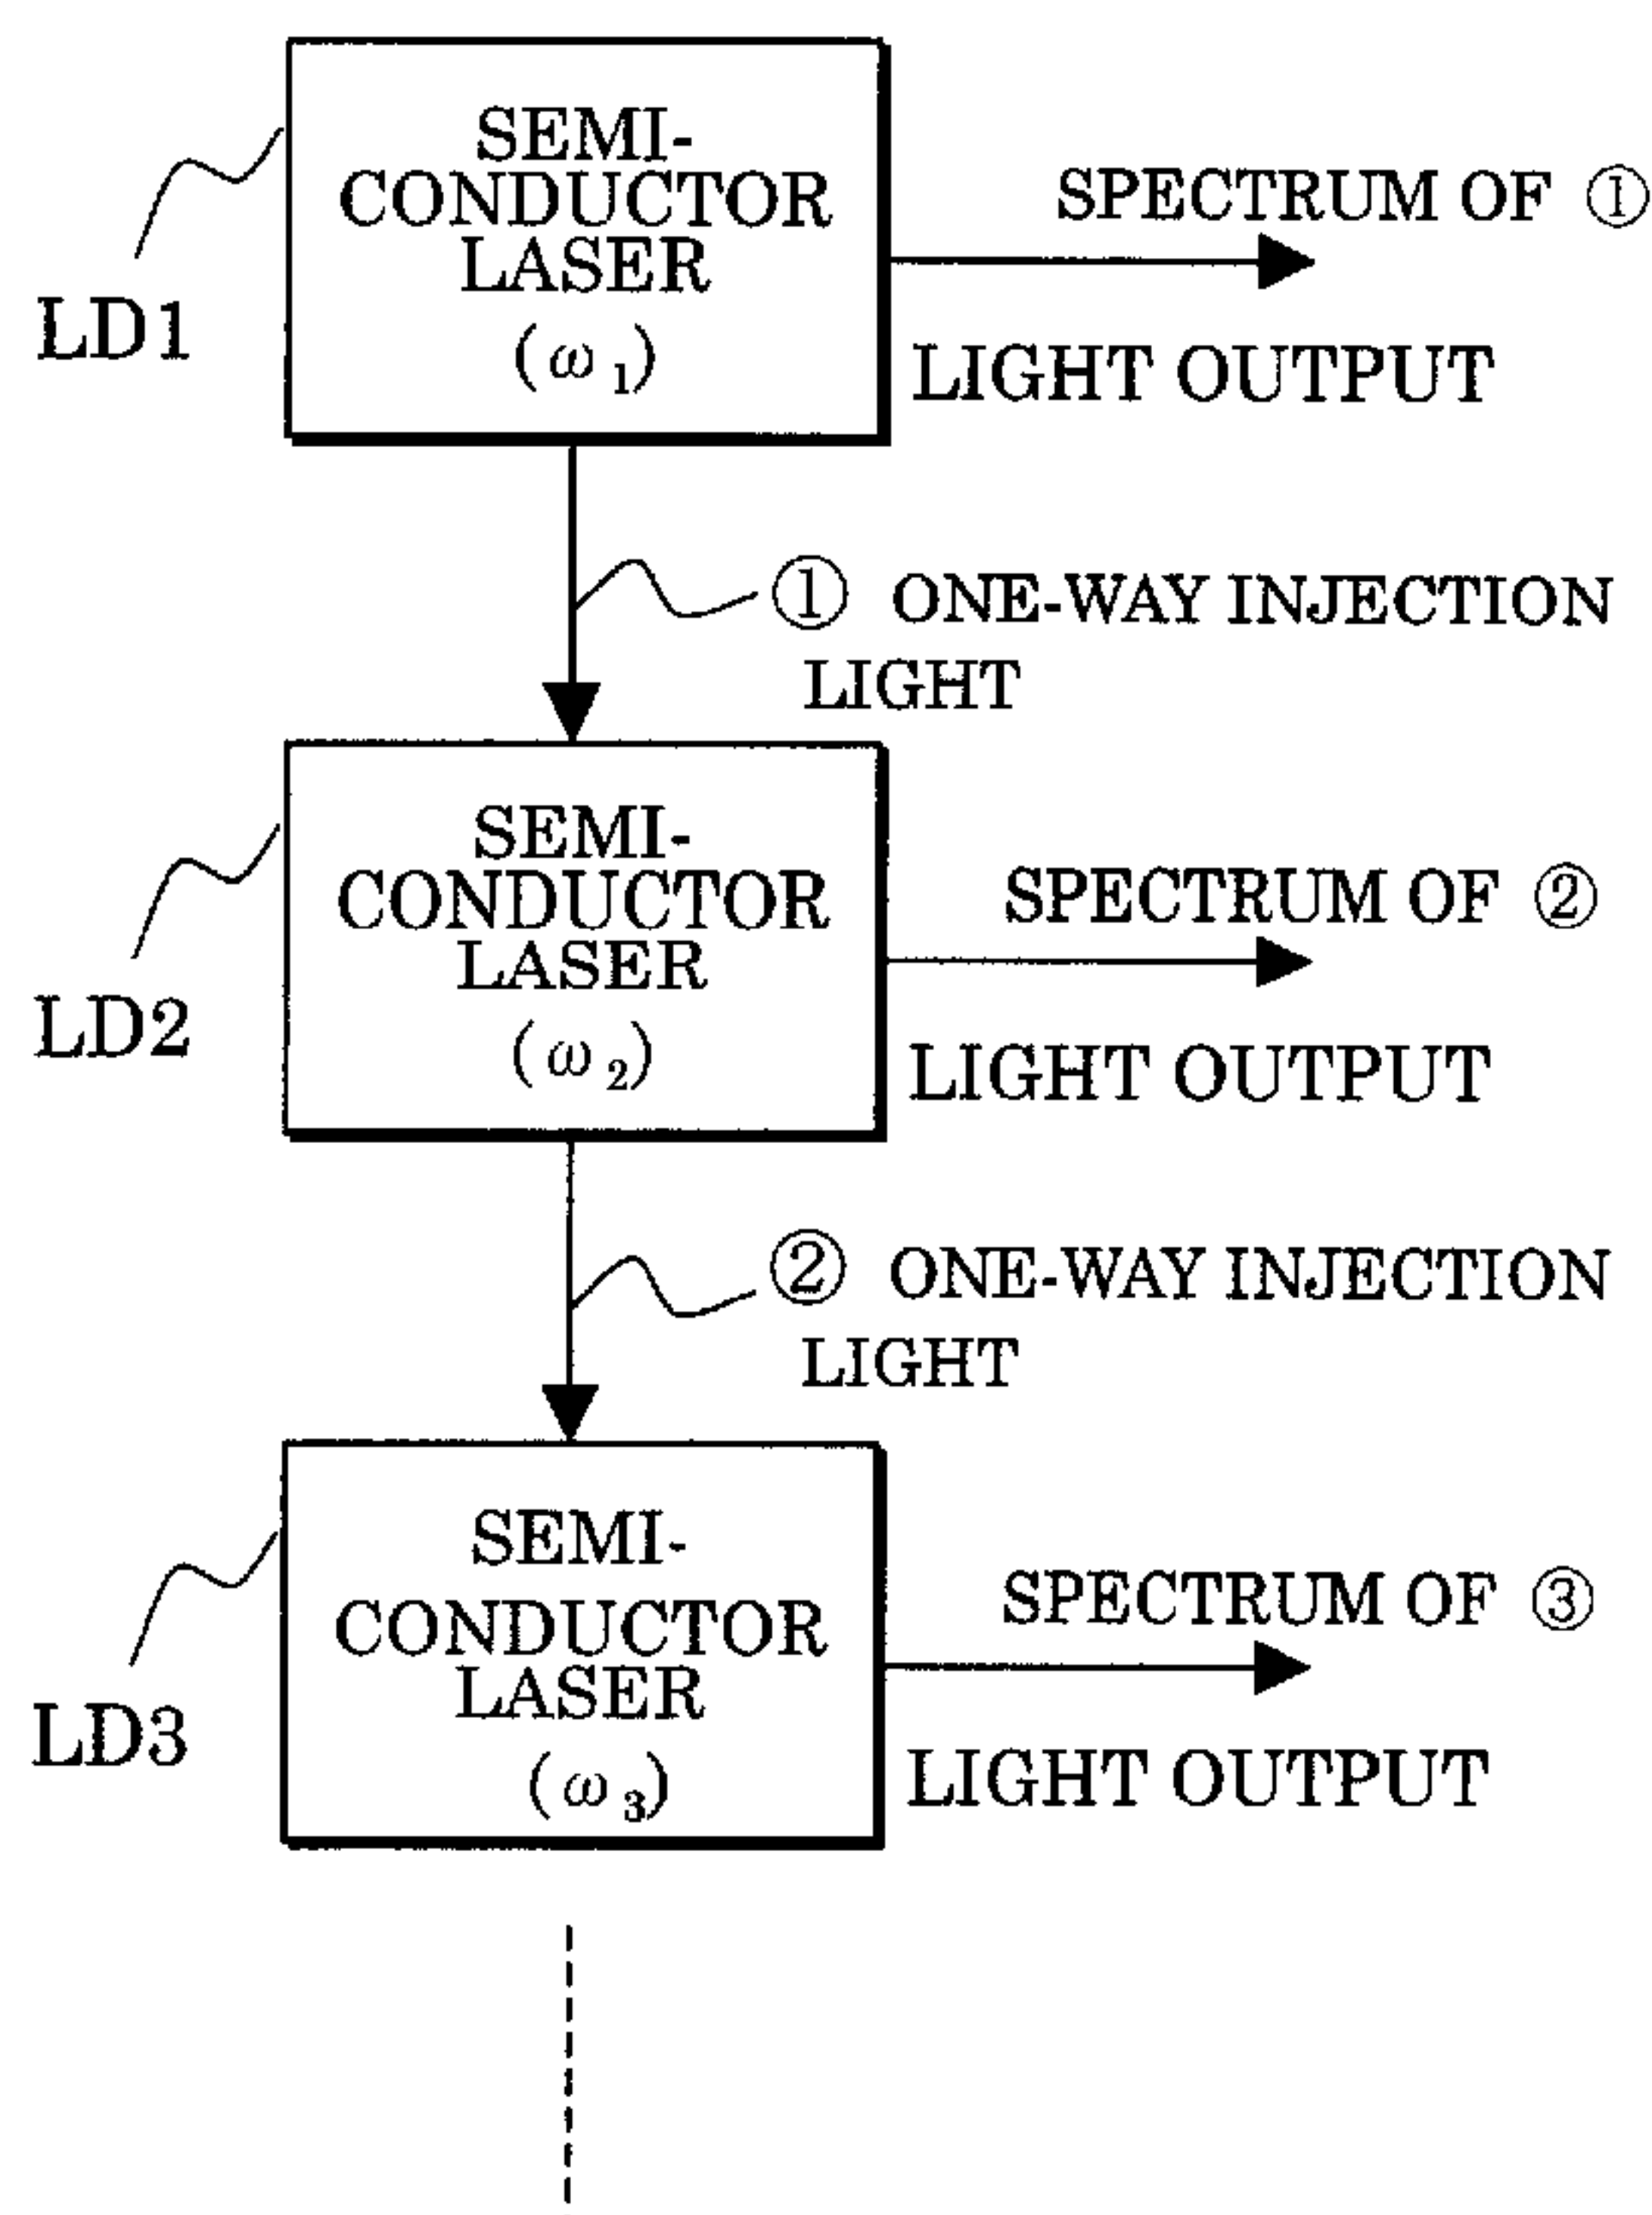 SEMI-
CONDUCTOR
LASER
(ω1)
LD1
SPECTRUM OF ①
LIGHT OUTPUT
① ONE-WAY INJECTION
LIGHT
SEMI-
CONDUCTOR
LASER
(ω2)
LD2
SPECTRUM OF ②
LIGHT OUTPUT
② ONE-WAY INJECTION
LIGHT
SEMI-
CONDUCTOR
LASER
(ω3)
LD3
SPECTRUM OF ③
LIGHT OUTPUT